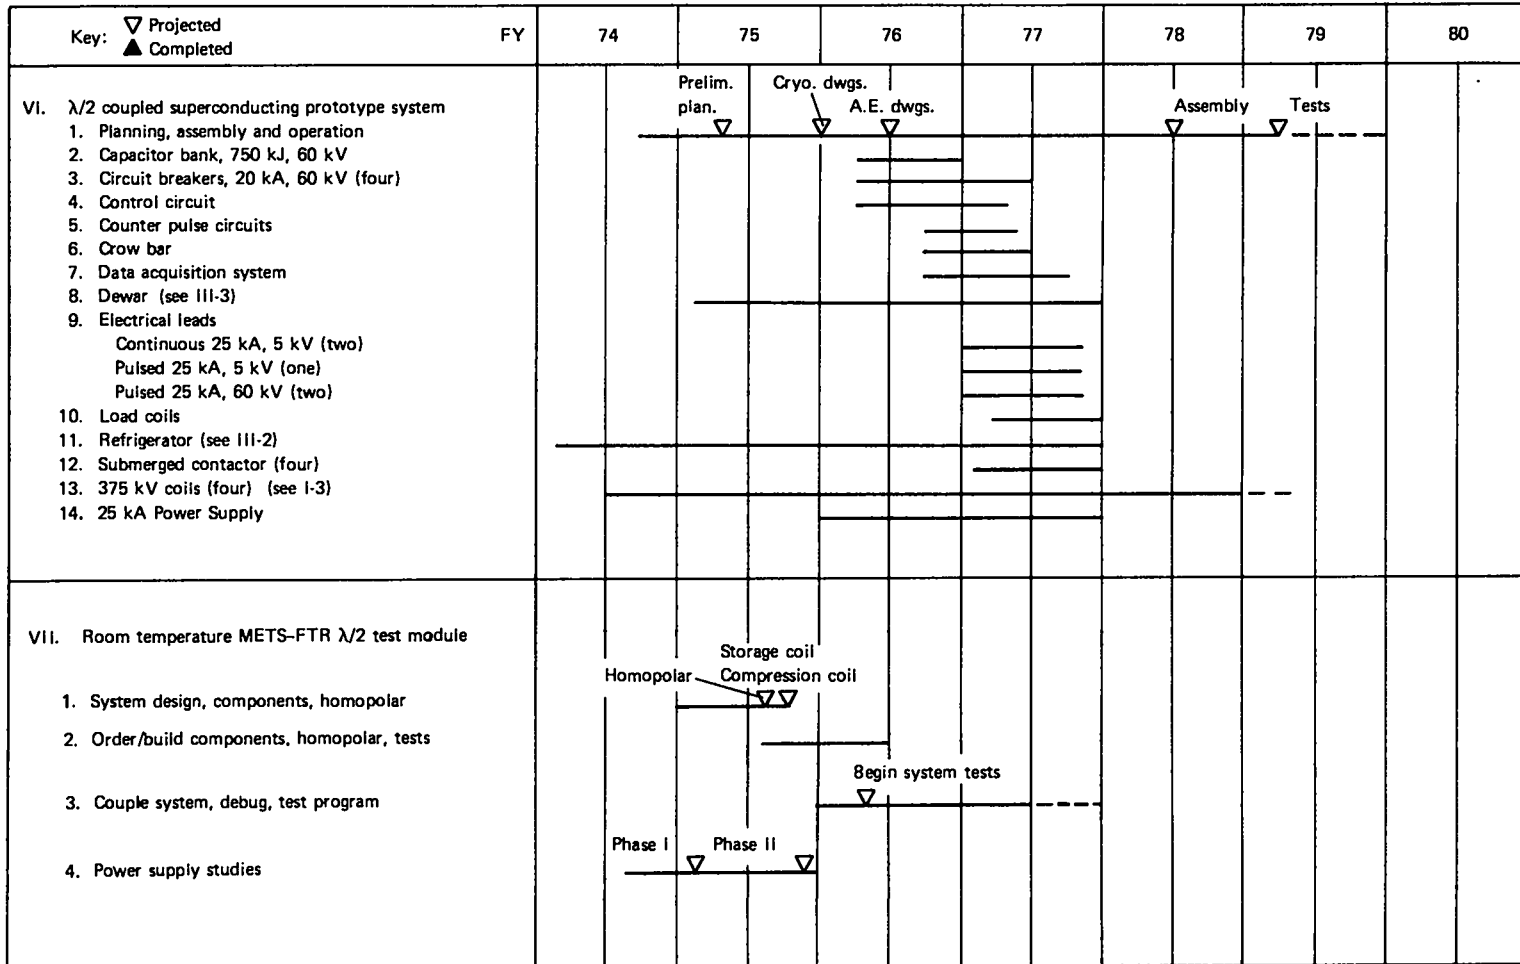 Key: ▽ Projected
▲ Completed
FY 74 75 76 77 78 79 80
Prelim. plan.
Cryo. dwgs.
A.E. dwgs.
Assembly
Tests
VI. λ/2 coupled superconducting prototype system
1. Planning, assembly and operation
2. Capacitor bank, 750 kJ, 60 kV
3. Circuit breakers, 20 kA, 60 kV (four)
4. Control circuit
5. Counter pulse circuits
6. Crow bar
7. Data acquisition system
8. Dewar (see III-3)
9. Electrical leads
Continuous 25 kA, 5 kV (two)
Pulsed 25 kA, 5 kV (one)
Pulsed 25 kA, 60 kV (two)
10. Load coils
11. Refrigerator (see III-2)
12. Submerged contactor (four)
13. 375 kV coils (four) (see I-3)
14. 25 kA Power Supply
VII. Room temperature METS–FTR λ/2 test module
Storage coil
Homopolar
Compression coil
1. System design, components, homopolar
2. Order/build components, homopolar, tests
Begin system tests
3. Couple system, debug, test program
Phase I
Phase II
4. Power supply studies